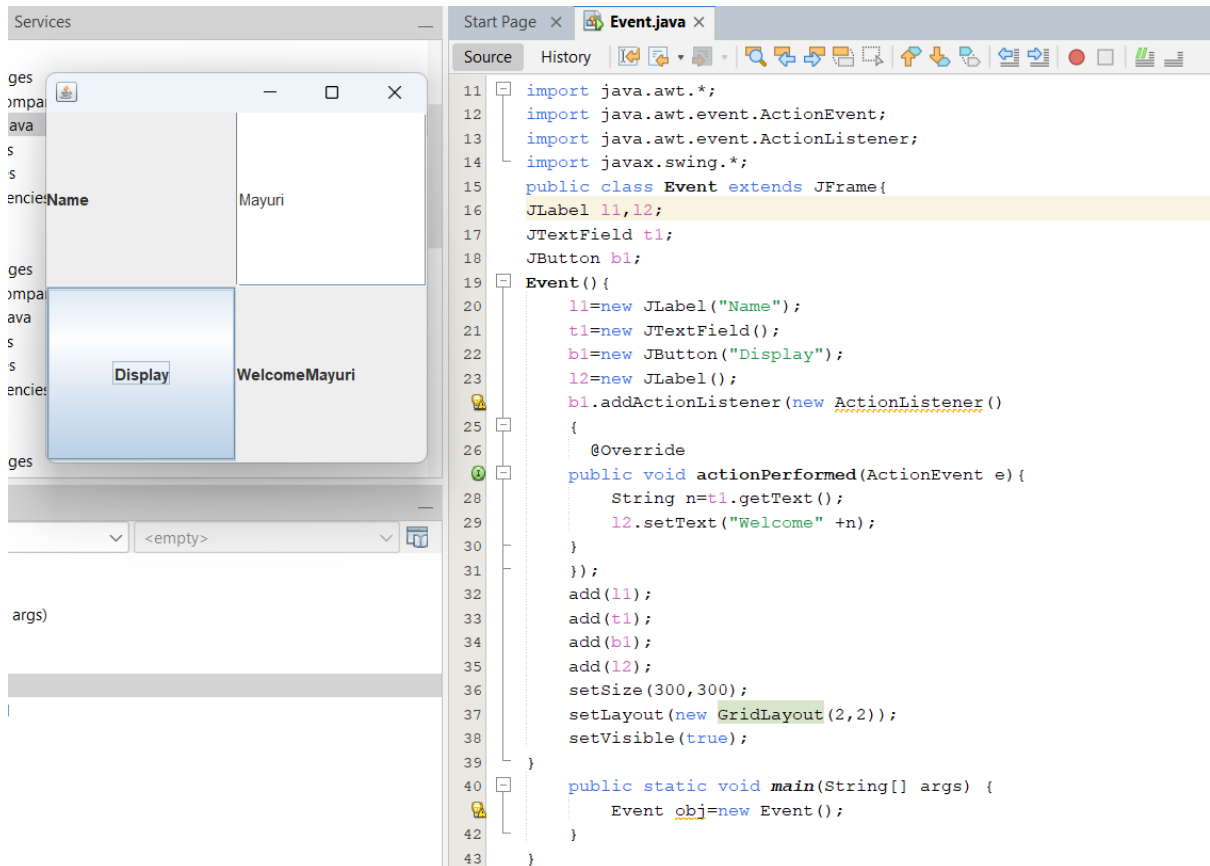 Services
ges
ompa
ava
s
es
encies
ges
ompa
ava
s
s
encies
ges
Name
Mayuri
Display
WelcomeMayuri
<empty>
args)
Start Page
Event.java
Source
History
11 import java.awt.*;
12 import java.awt.event.ActionEvent;
13 import java.awt.event.ActionListener;
14 import javax.swing.*;
15 public class Event extends JFrame{
16 JLabel l1,l2;
17 JTextField t1;
18 JButton b1;
19 Event(){
20 l1=new JLabel("Name");
21 t1=new JTextField();
22 b1=new JButton("Display");
23 l2=new JLabel();
b1.addActionListener(new ActionListener()
25 {
26 @Override
public void actionPerformed(ActionEvent e){
28 String n=t1.getText();
29 l2.setText("Welcome" +n);
30 }
31 });
32 add(l1);
33 add(t1);
34 add(b1);
35 add(l2);
36 setSize(300,300);
37 setLayout(new GridLayout(2,2));
38 setVisible(true);
39 }
40 public static void main(String[] args) {
Event obj=new Event();
42 }
43 }